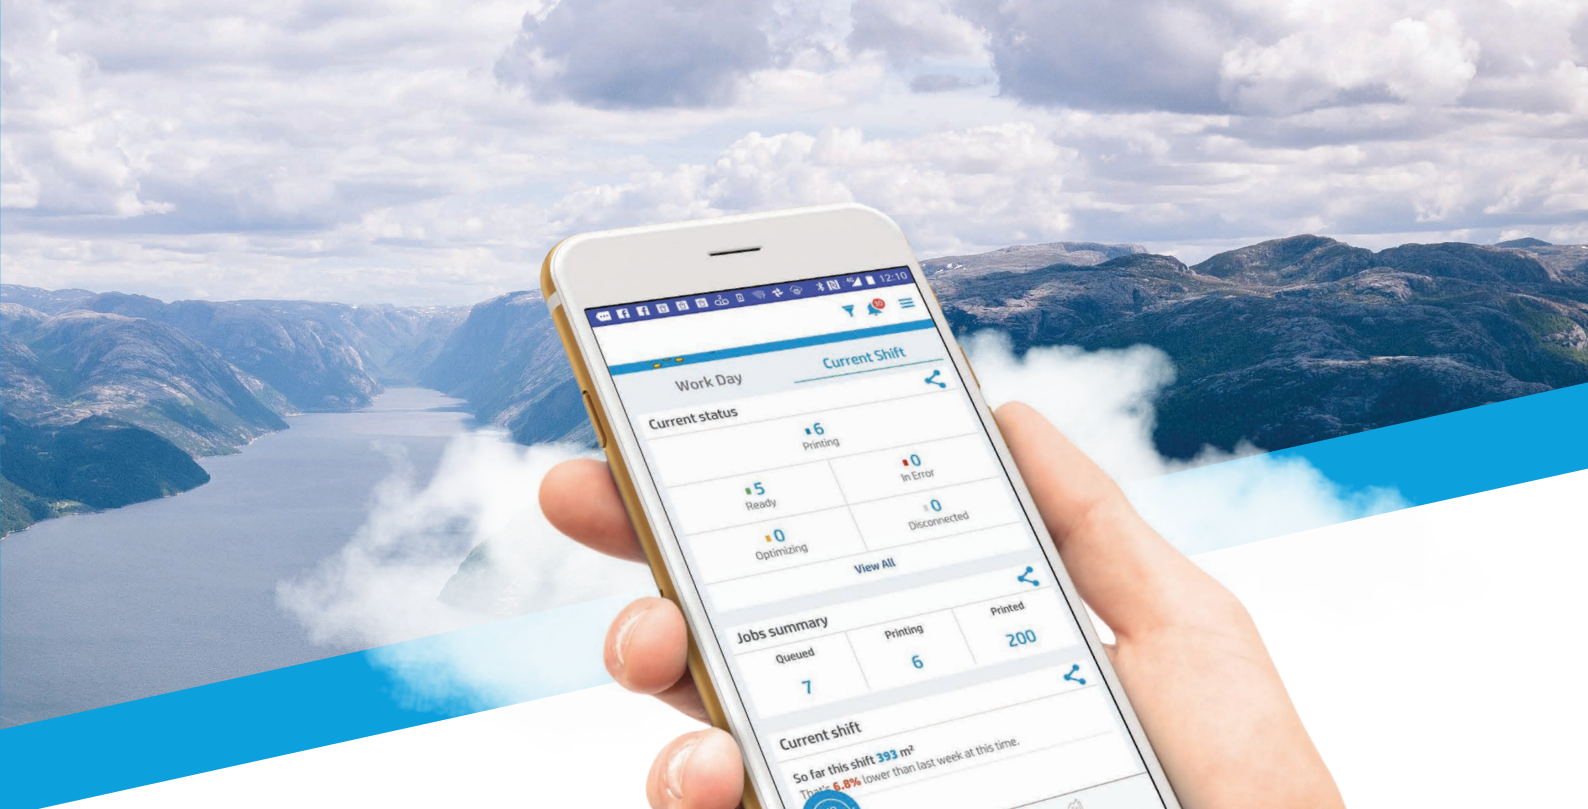 12:10
30
Work Day
Current Shift
Current status
6
Printing
5
Ready
0
In Error
0
Optimizing
0
Disconnected
View All
Jobs summary
Queued
Printing
Printed
7
6
200
Current shift
So far this shift 393 m²
That's 6.8% lower than last week at this time.